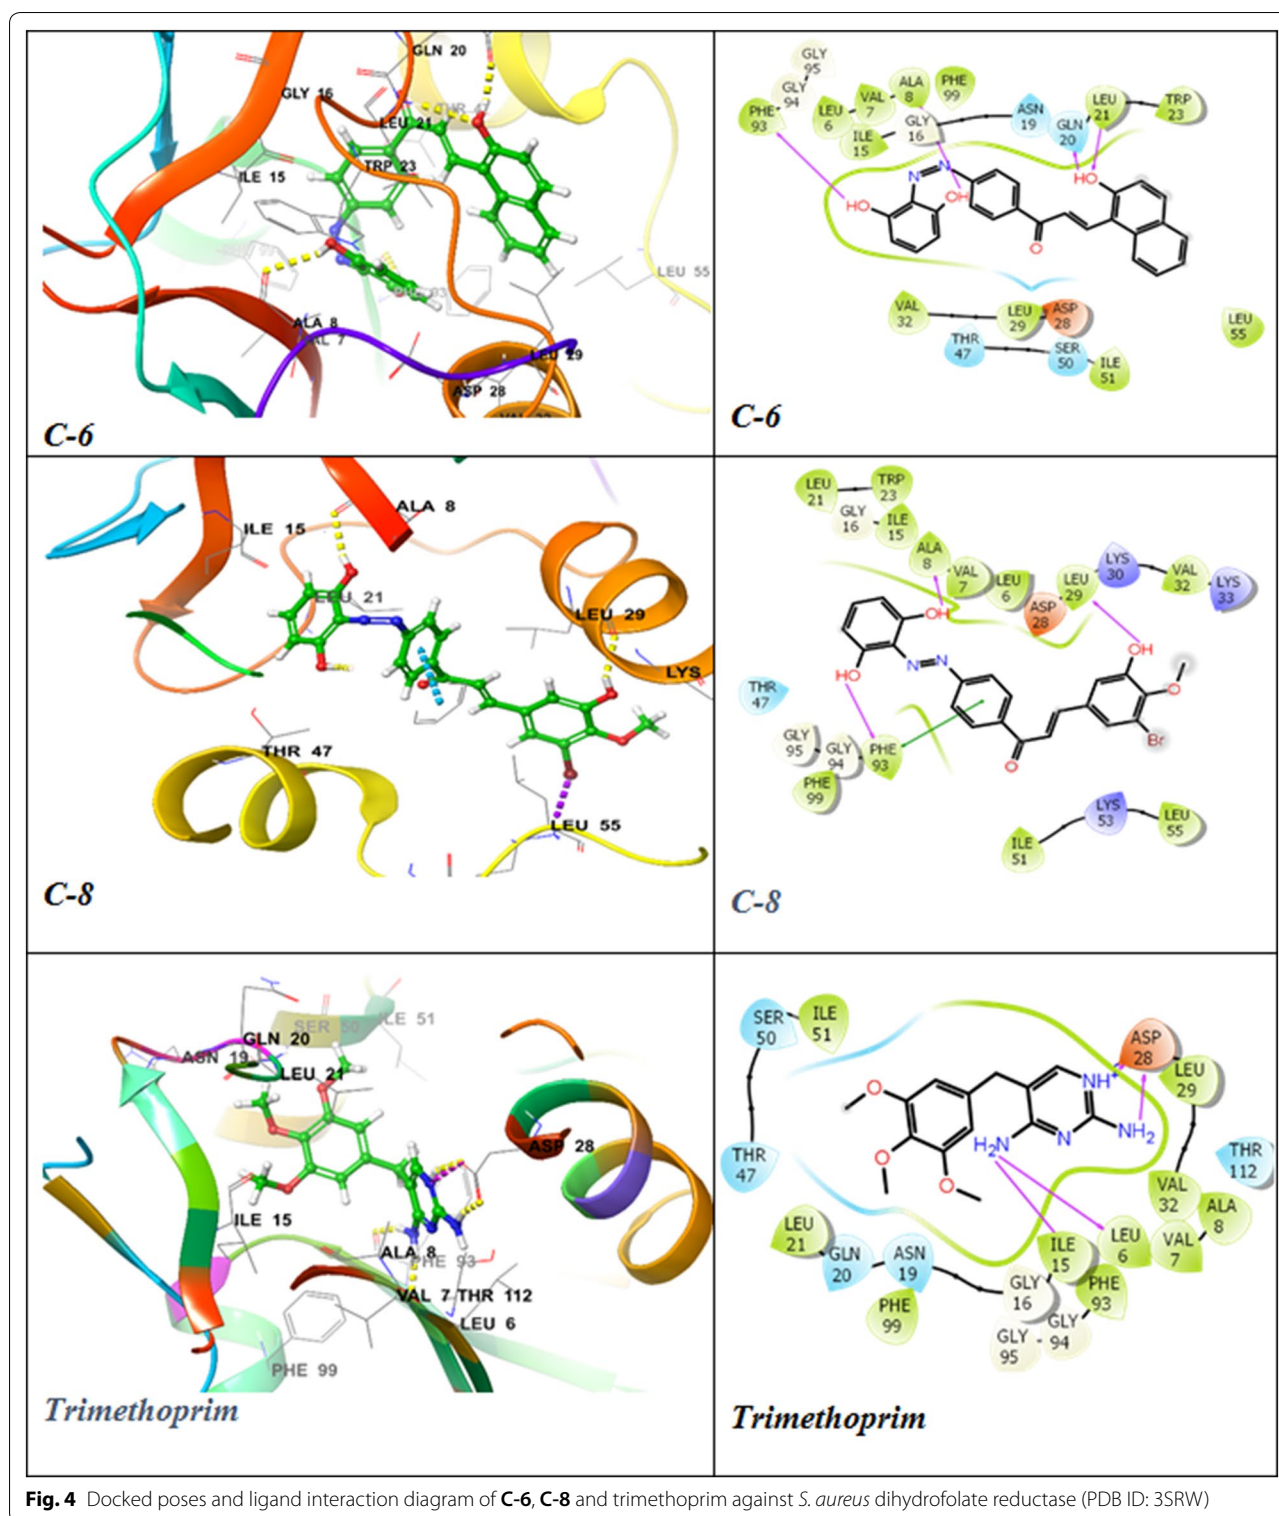 GLN 20
GLY 16
THR 47
LEU 21
TRP 23
ILE 15
LEU 55
PHE 93
ALA 8
LEU 29
ASP 28
C-6
GLY 95
GLY 94
PHE 93
LEU 6
VAL 7
ALA 8
PHE 99
ILE 15
GLY 16
ASN 19
GLN 20
LEU 21
TRP 23
N
N
HO
OH
HO
O
VAL 32
LEU 29
ASP 28
THR 47
SER 50
ILE 51
LEU 55
C-6
ALA 8
ILE 15
LEU 21
LEU 29
LYS
THR 47
LEU 55
C-8
LEU 21
TRP 23
GLY 16
ILE 15
ALA 8
VAL 7
LEU 6
ASP 28
LEU 29
LYS 30
VAL 32
LYS 33
OH
HO
N
N
OH
O
Br
O
THR 47
GLY 95
GLY 94
PHE 93
PHE 99
LYS 53
LEU 55
ILE 51
C-8
SER 50
ILE 51
GLN 20
ASN 19
LEU 21
ASP 28
ILE 15
ALA 8
PHE 93
VAL 7
THR 112
LEU 6
PHE 99
Trimethoprim
SER 50
ILE 51
ASP 28
LEU 29
NH+
O
O
O
H2N
N
NH2
THR 47
THR 112
VAL 32
ALA 8
LEU 21
GLN 20
ASN 19
ILE 15
LEU 6
VAL 7
PHE 99
GLY 16
PHE 93
GLY 95
GLY 94
Trimethoprim
Fig. 4 Docked poses and ligand interaction diagram of C-6, C-8 and trimethoprim against S. aureus dihydrofolate reductase (PDB ID: 3SRW)